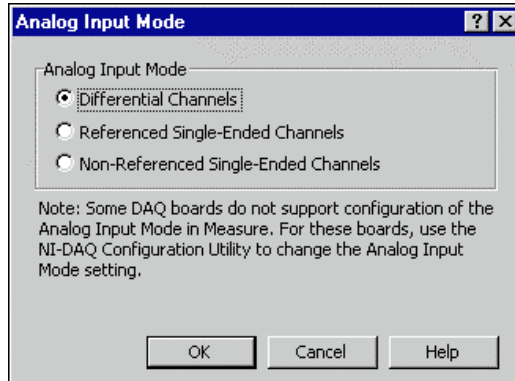 Analog Input Mode
Analog Input Mode
Differential Channels
Referenced Single-Ended Channels
Non-Referenced Single-Ended Channels
Note: Some DAQ boards do not support configuration of the
Analog Input Mode in Measure. For these boards, use the
NI-DAQ Configuration Utility to change the Analog Input
Mode setting.
OK Cancel Help